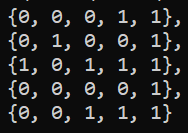 {0, 0, 0, 1, 1},
{0, 1, 0, 0, 1},
{1, 0, 1, 1, 1},
{0, 0, 0, 0, 1},
{0, 0, 1, 1, 1}